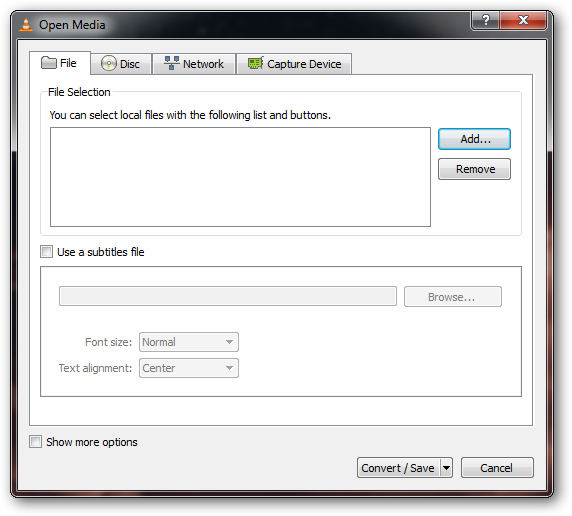 Open Media
File Disc Network Capture Device
File Selection
You can select local files with the following list and buttons.
Add...
Remove
Use a subtitles file
Browse...
Font size: Normal
Text alignment: Center
Show more options
Convert / Save Cancel